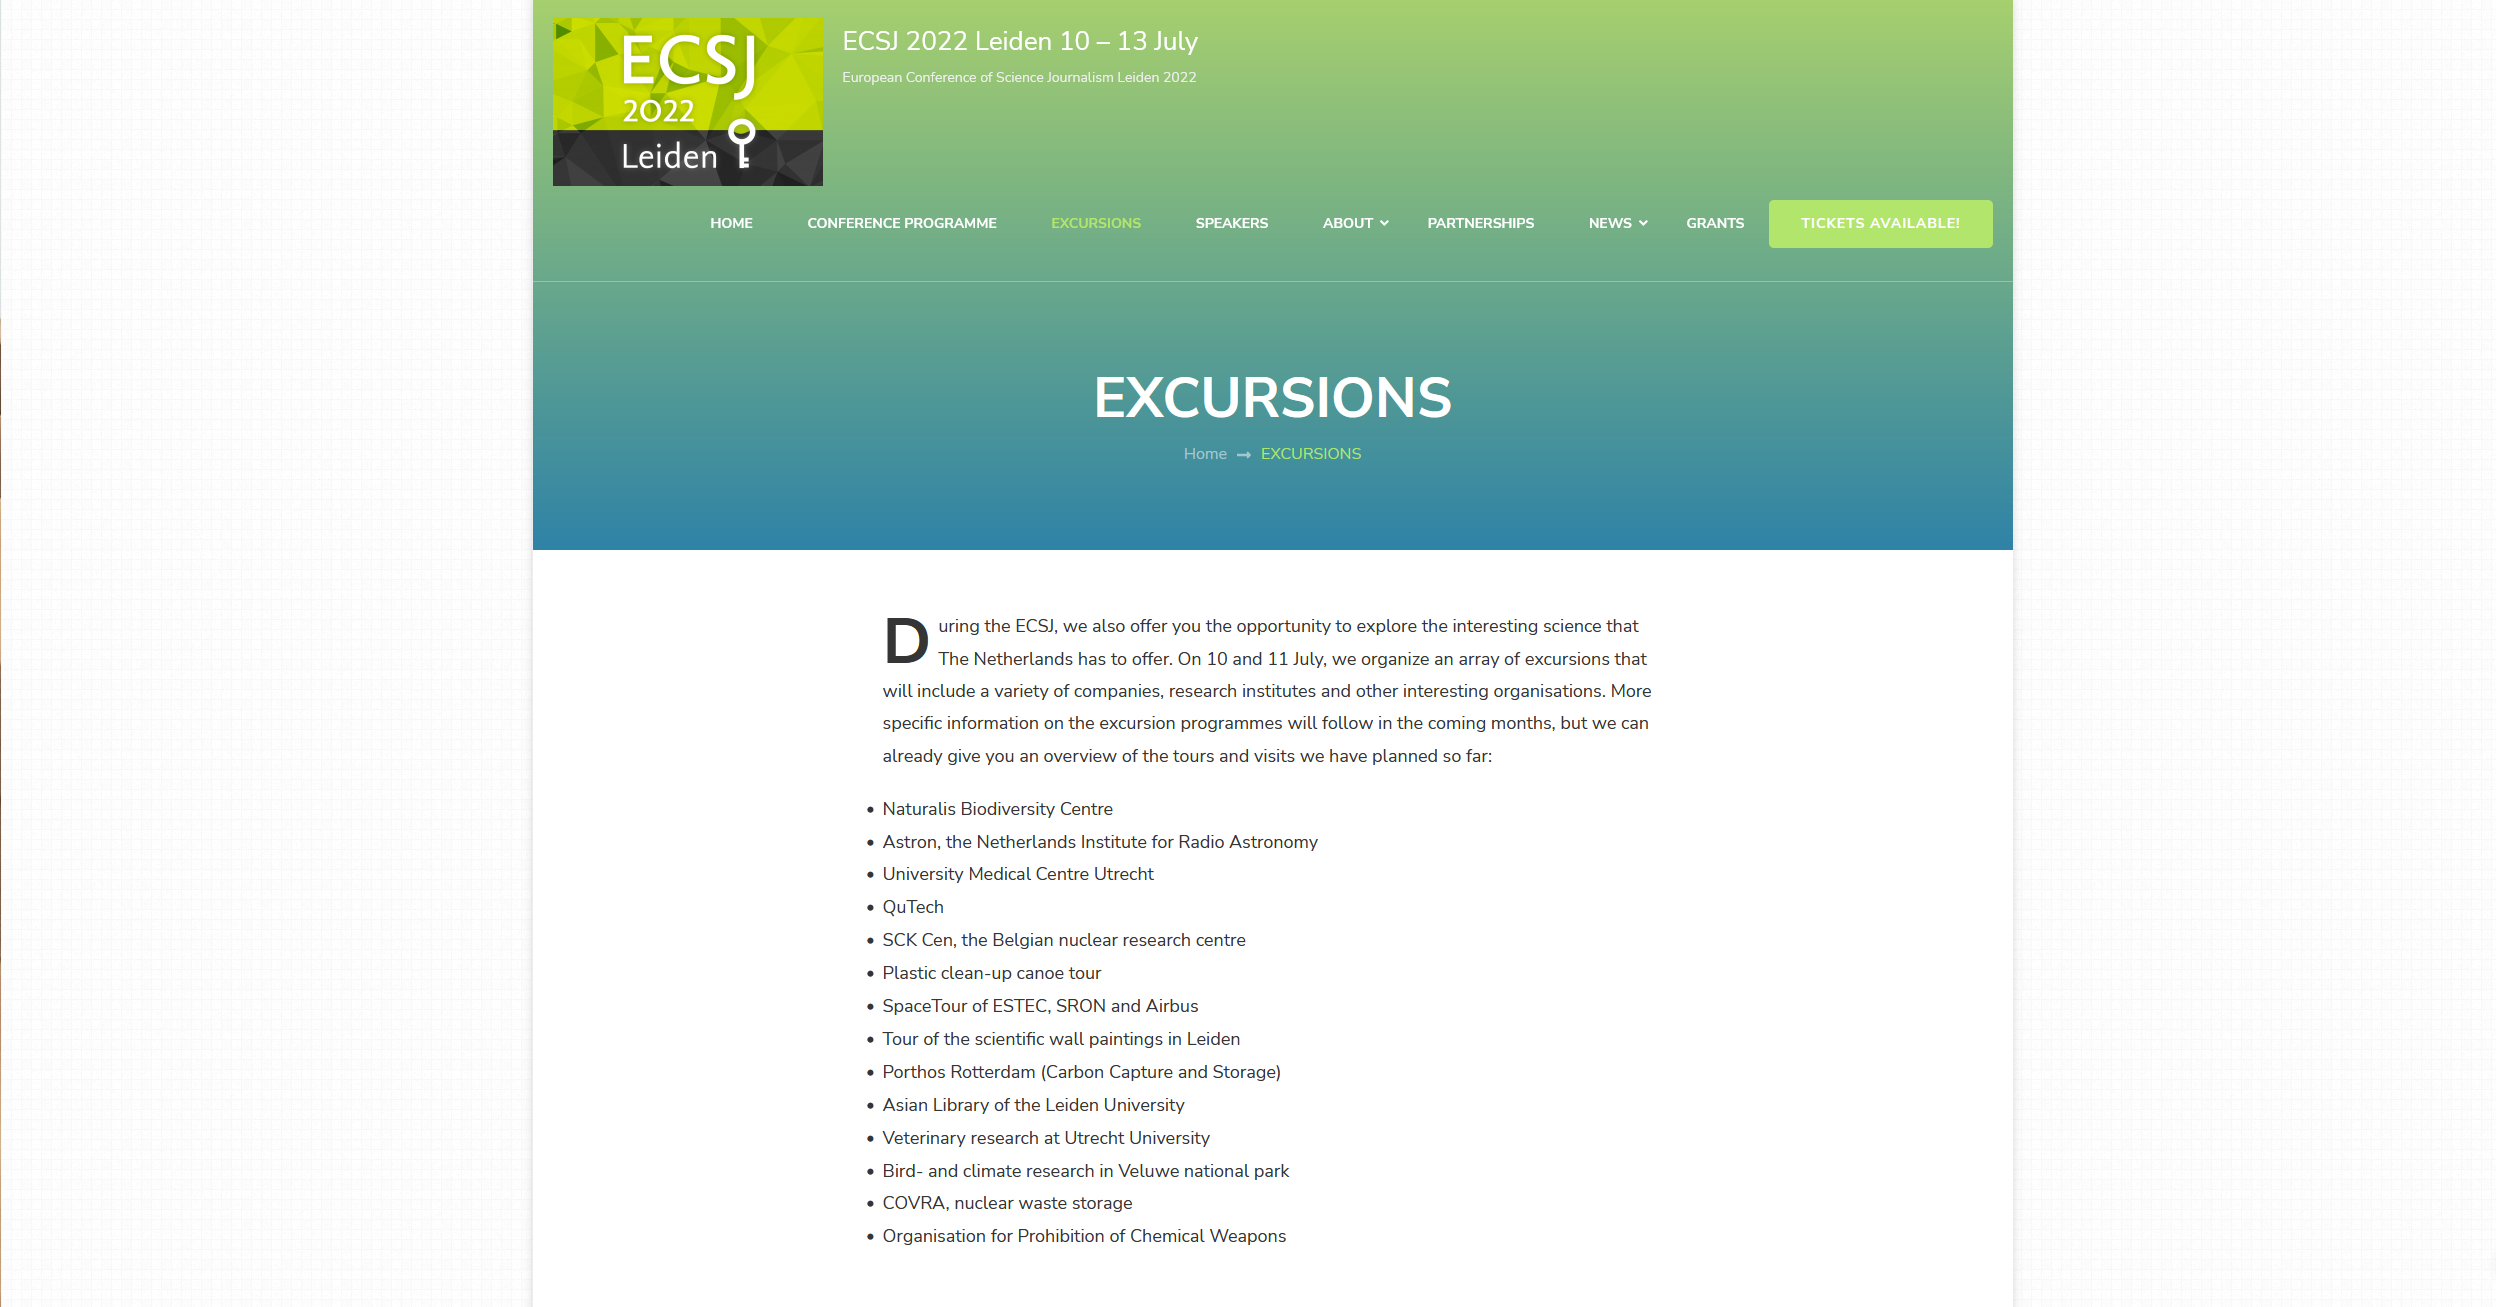 ECSJ
2022
Leiden
ECSJ 2022 Leiden 10 – 13 July
European Conference of Science Journalism Leiden 2022
HOME CONFERENCE PROGRAMME EXCURSIONS SPEAKERS ABOUT PARTNERSHIPS NEWS GRANTS TICKETS AVAILABLE!
EXCURSIONS
Home → EXCURSIONS
During the ECSJ, we also offer you the opportunity to explore the interesting science that
The Netherlands has to offer. On 10 and 11 July, we organize an array of excursions that
will include a variety of companies, research institutes and other interesting organisations. More
specific information on the excursion programmes will follow in the coming months, but we can
already give you an overview of the tours and visits we have planned so far:
• Naturalis Biodiversity Centre
• Astron, the Netherlands Institute for Radio Astronomy
• University Medical Centre Utrecht
• QuTech
• SCK Cen, the Belgian nuclear research centre
• Plastic clean-up canoe tour
• SpaceTour of ESTEC, SRON and Airbus
• Tour of the scientific wall paintings in Leiden
• Porthos Rotterdam (Carbon Capture and Storage)
• Asian Library of the Leiden University
• Veterinary research at Utrecht University
• Bird- and climate research in Veluwe national park
• COVRA, nuclear waste storage
• Organisation for Prohibition of Chemical Weapons